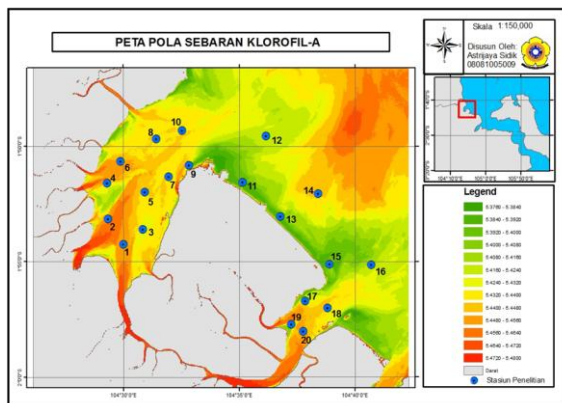 PETA POLA SEBARAN KLOROFIL-A
Skala 1:150,000
Disusun Oleh:
Astrijaya Sidik
08081005009
10
8
12
6
9
4
7
11
5
14
2
3
13
1
15
16
17
18
19
20
104°30'E
104°35'E
104°40'E
Legend
5.3760 - 5.3840
5.3840 - 5.3920
5.3920 - 5.4000
5.4000 - 5.4080
5.4080 - 5.4160
5.4160 - 5.4240
5.4240 - 5.4320
5.4320 - 5.4400
5.4400 - 5.4480
5.4480 - 5.4560
5.4560 - 5.4640
5.4640 - 5.4720
5.4720 - 5.4800
Darat
Stasiun Penelitian